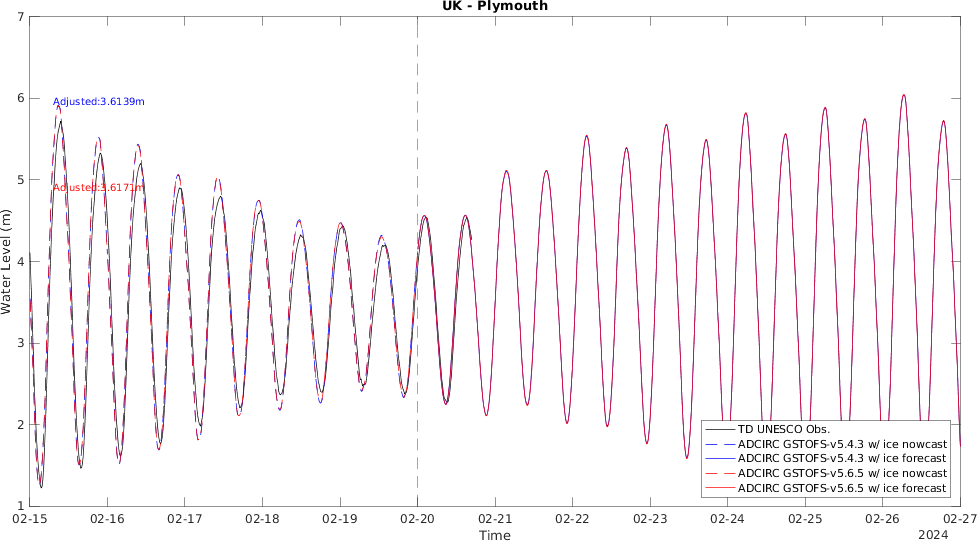 UK - Plymouth
7
6
5
4
3
2
1
Water Level (m)
Adjusted:3.6139m
Adjusted:3.6171m
TD UNESCO Obs.
ADCIRC GSTOFS-v5.4.3 w/ ice nowcast
ADCIRC GSTOFS-v5.4.3 w/ ice forecast
ADCIRC GSTOFS-v5.6.5 w/ ice nowcast
ADCIRC GSTOFS-v5.6.5 w/ ice forecast
02-15 02-16 02-17 02-18 02-19 02-20 02-21 02-22 02-23 02-24 02-25 02-26 02-27
Time
2024